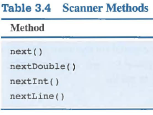 Table 3.4 Scanner Methods
Method
next()
nextDouble()
nextInt()
nextLine()